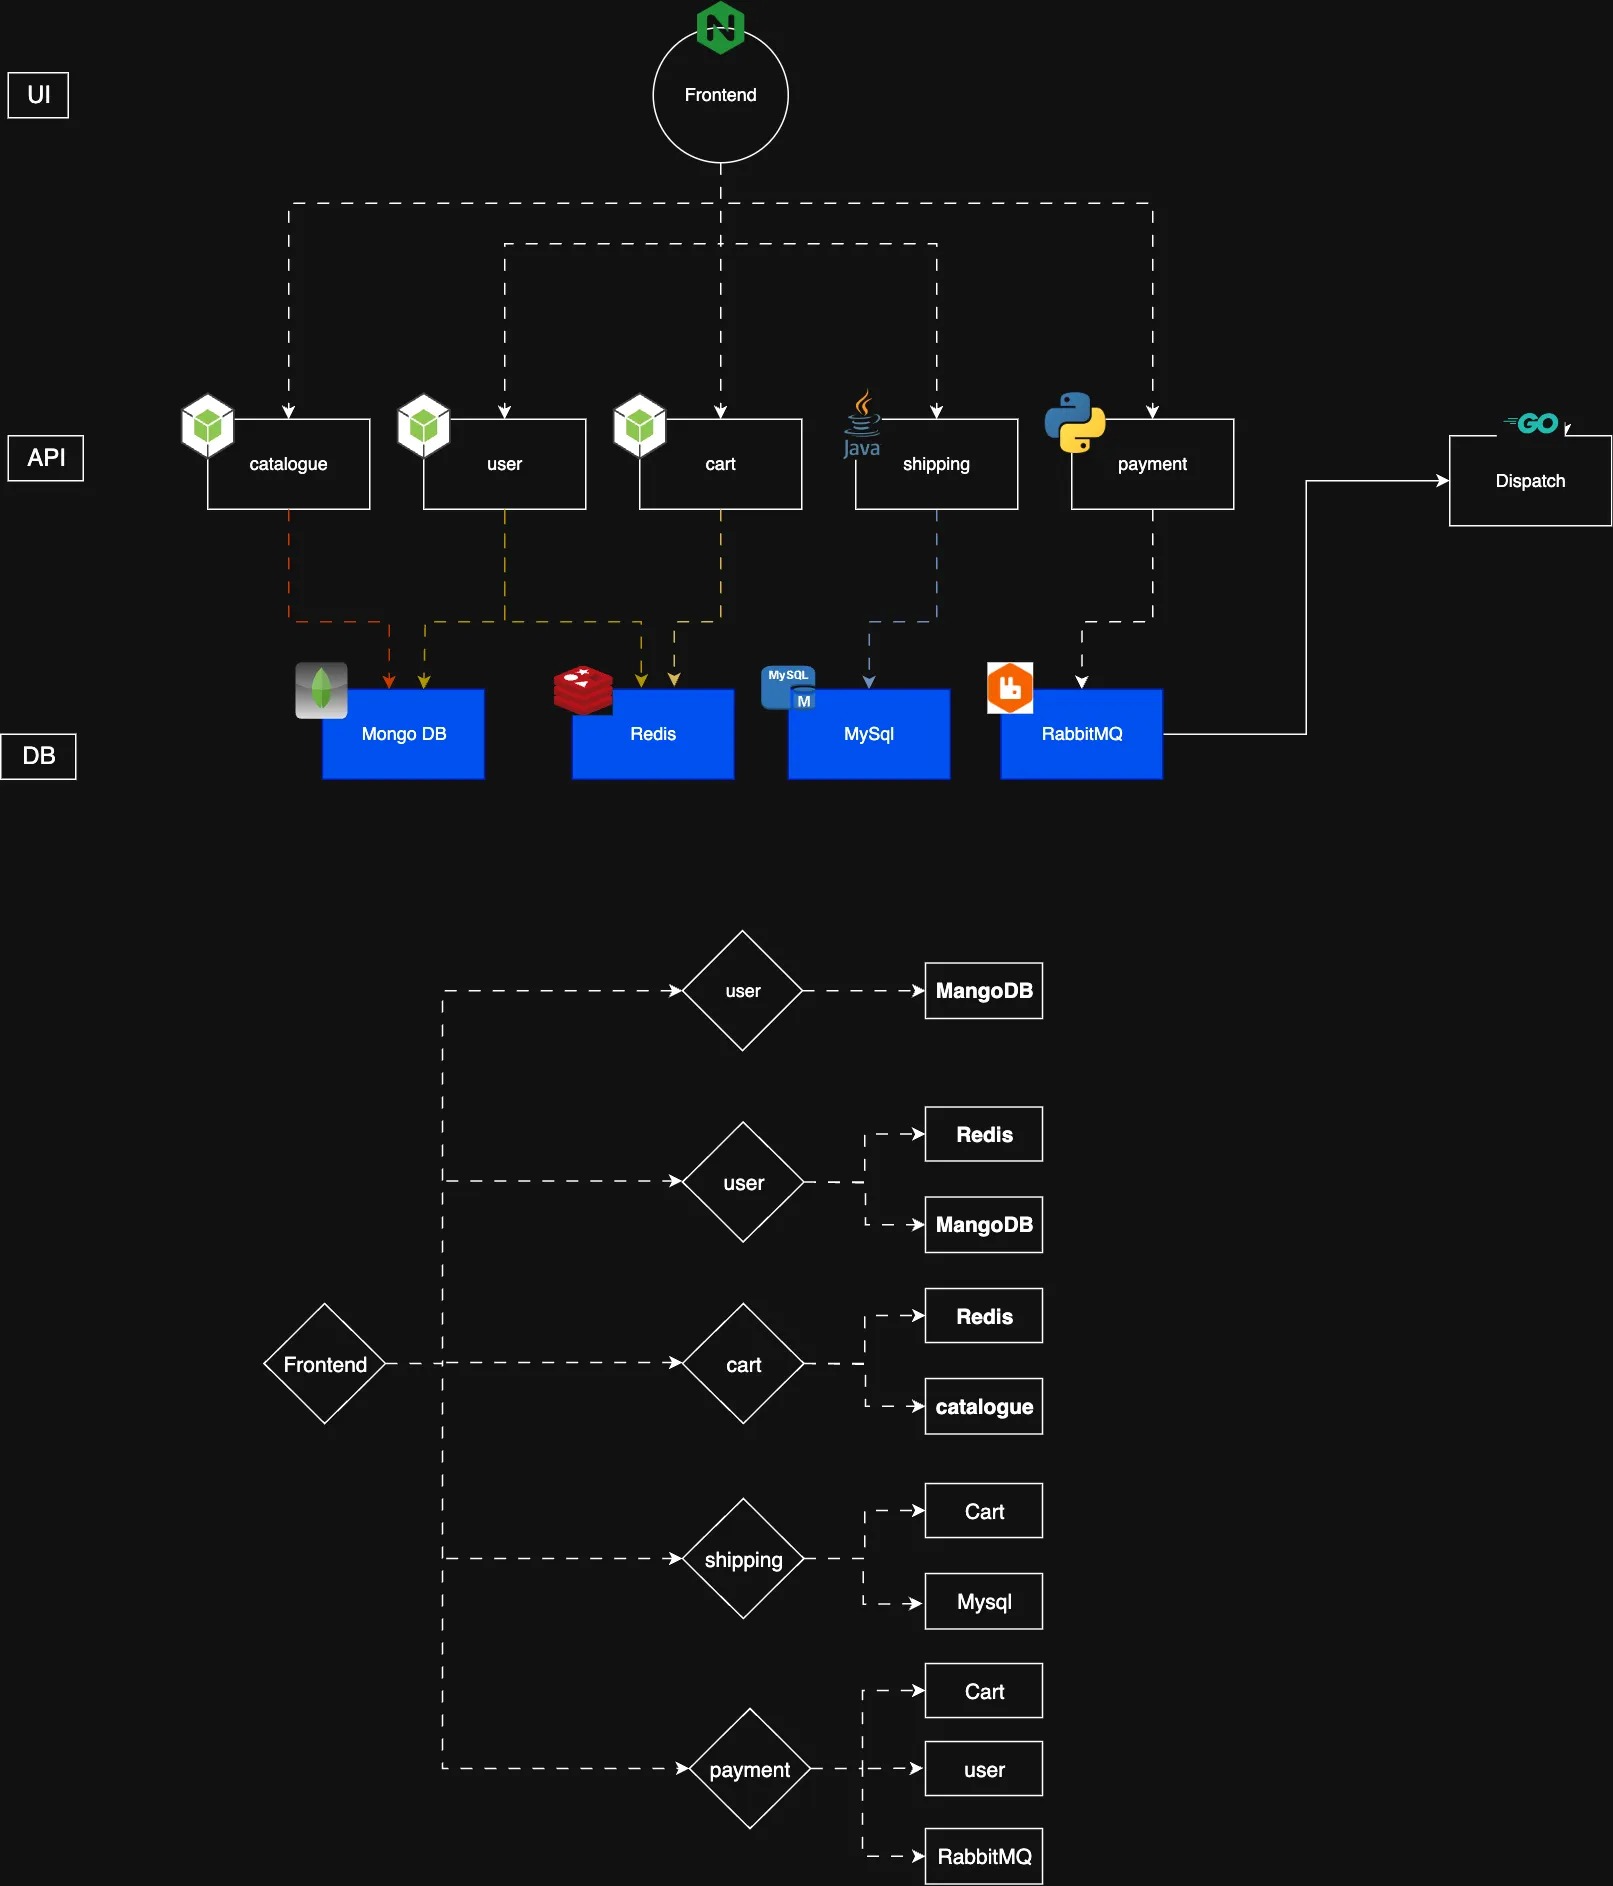 UI
Frontend
API
catalogue
user
cart
Java
shipping
payment
GO
Dispatch
DB
Mongo DB
Redis
MySQL
M
MySql
RabbitMQ
user
MangoDB
user
Redis
MangoDB
Frontend
cart
Redis
catalogue
shipping
Cart
Mysql
payment
Cart
user
RabbitMQ